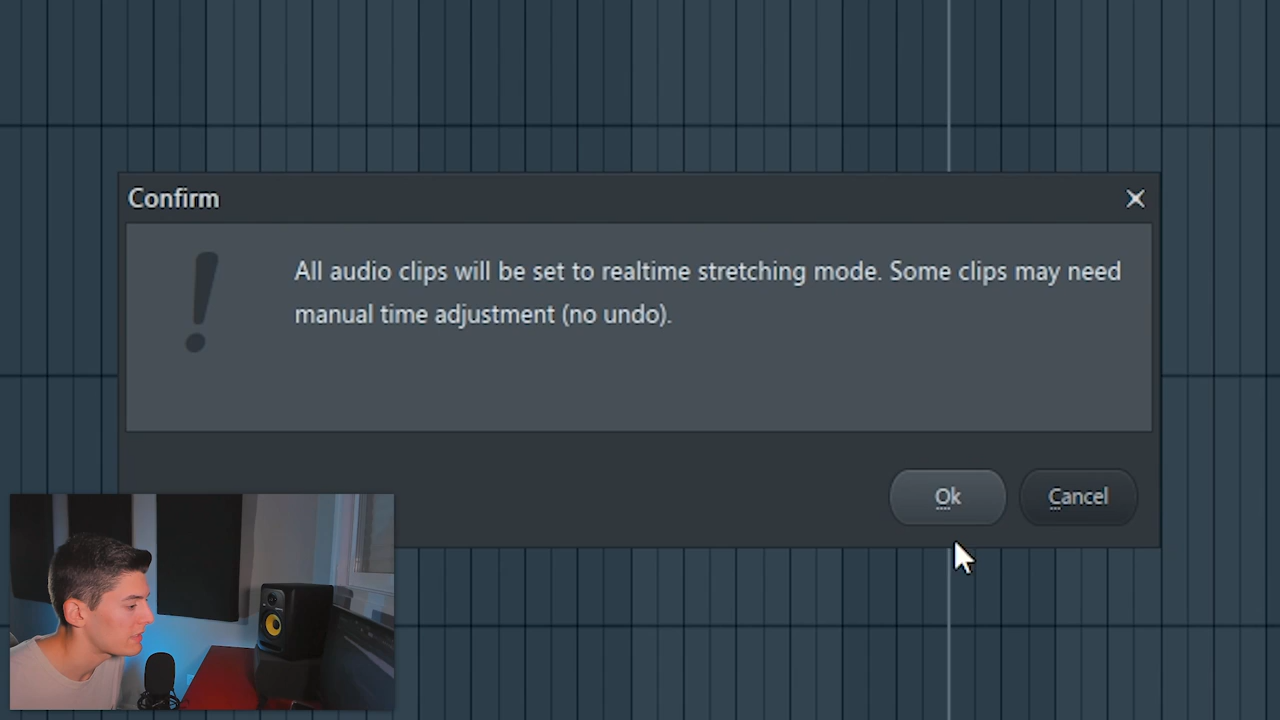 Confirm
All audio clips will be set to realtime stretching mode. Some clips may need
manual time adjustment (no undo).
Ok
Cancel